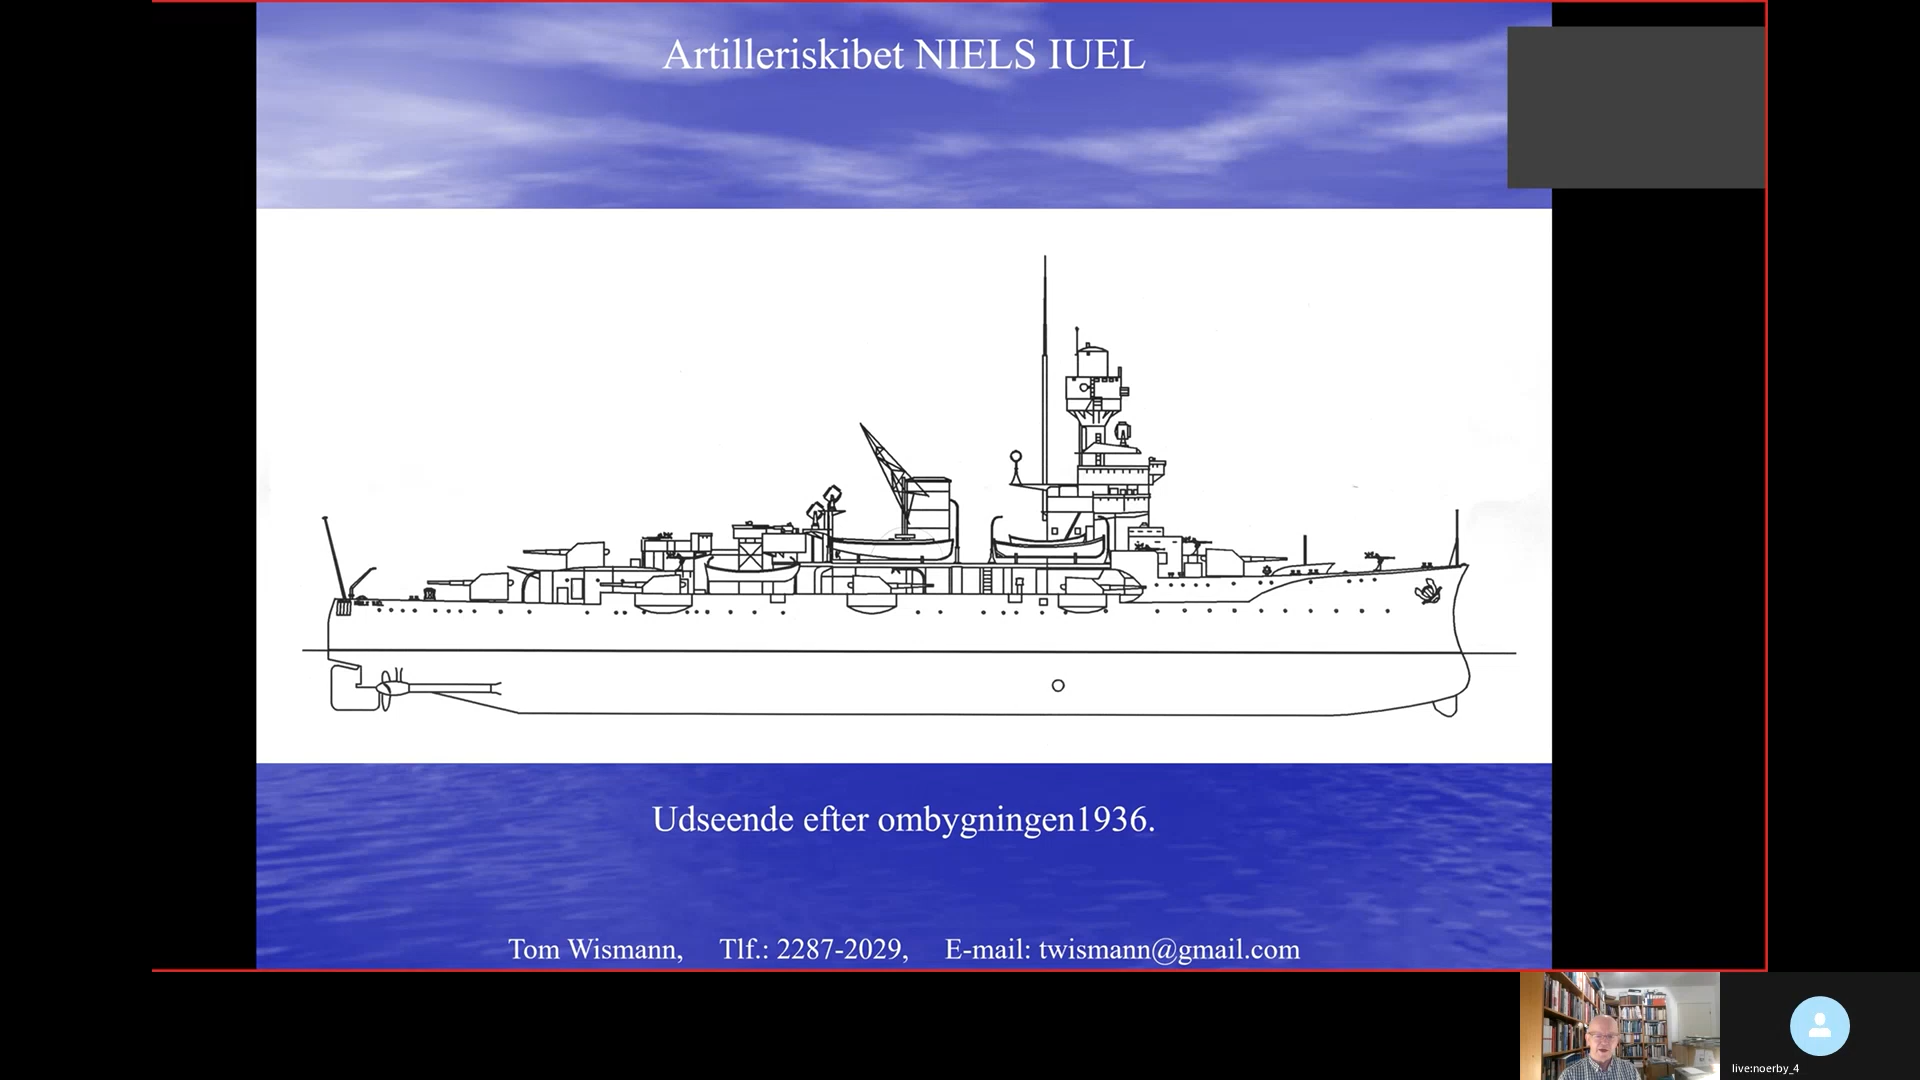 Artilleriskibet NIELS IUEL
Udseende efter ombygningen1936.
Tom Wismann, Tlf.: 2287-2029, E-mail: twismann@gmail.com
live:noerby_4